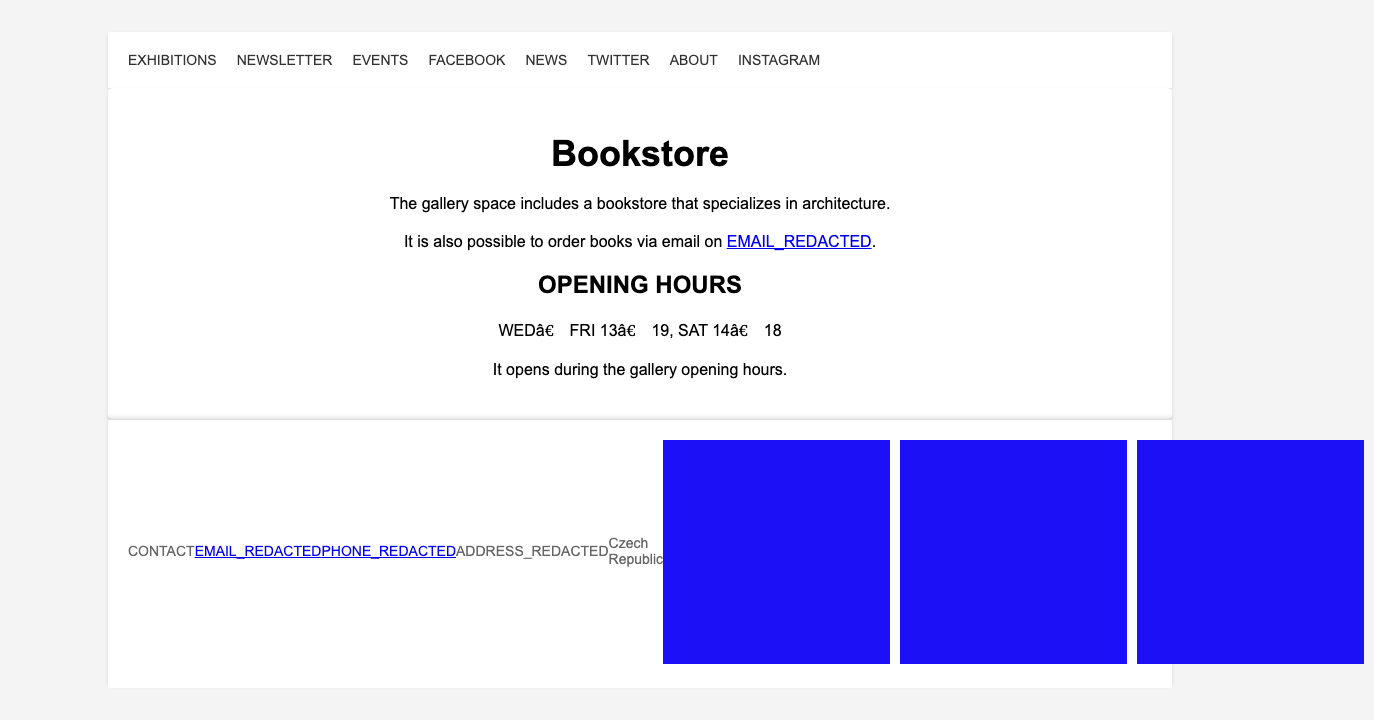 EXHIBITIONS NEWSLETTER EVENTS FACEBOOK NEWS TWITTER ABOUT INSTAGRAM
Bookstore
The gallery space includes a bookstore that specializes in architecture.
It is also possible to order books via email on EMAIL_REDACTED.
OPENING HOURS
WEDâ€ FRI 13â€ 19, SAT 14â€ 18
It opens during the gallery opening hours.
CONTACTEMAIL_REDACTEDPHONE_REDACTEDADDRESS_REDACTEDCzech
Republic